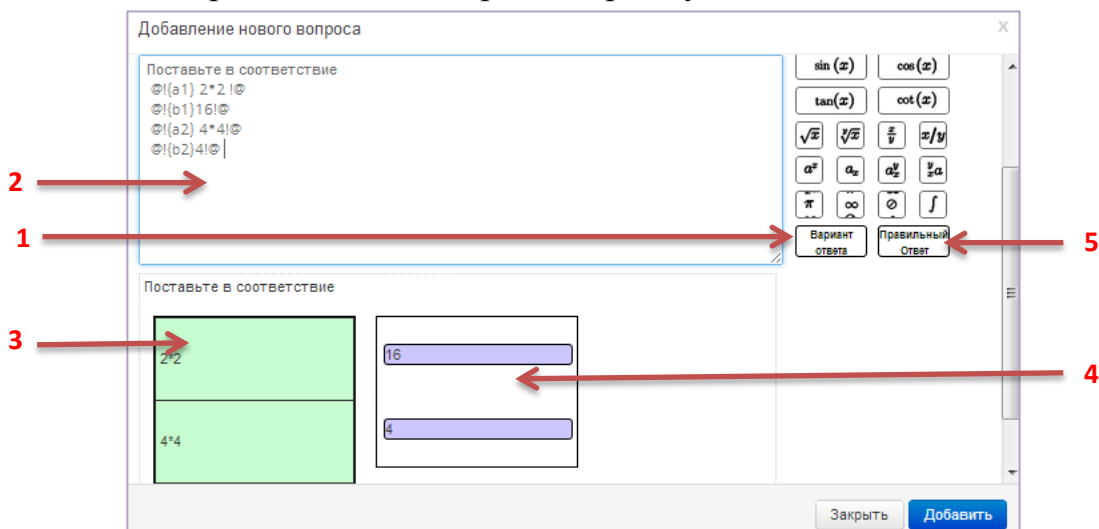 Добавление нового вопроса
x
Поставьте в соответствие
@!{a1} 2*2 !@
@!{b1}16!@
@!{a2} 4*4!@
@!{b2}4!@
sin (x) cos (x)
tan(x) cot (x)
√x ʸ√x x/y x/y
aˣ aₓ
π ∞ ∅ ∫
Вариант ответа
Правильный Ответ
2
1
5
Поставьте в соответствие
3
2*2
16
4
4*4
4
Закрыть Добавить